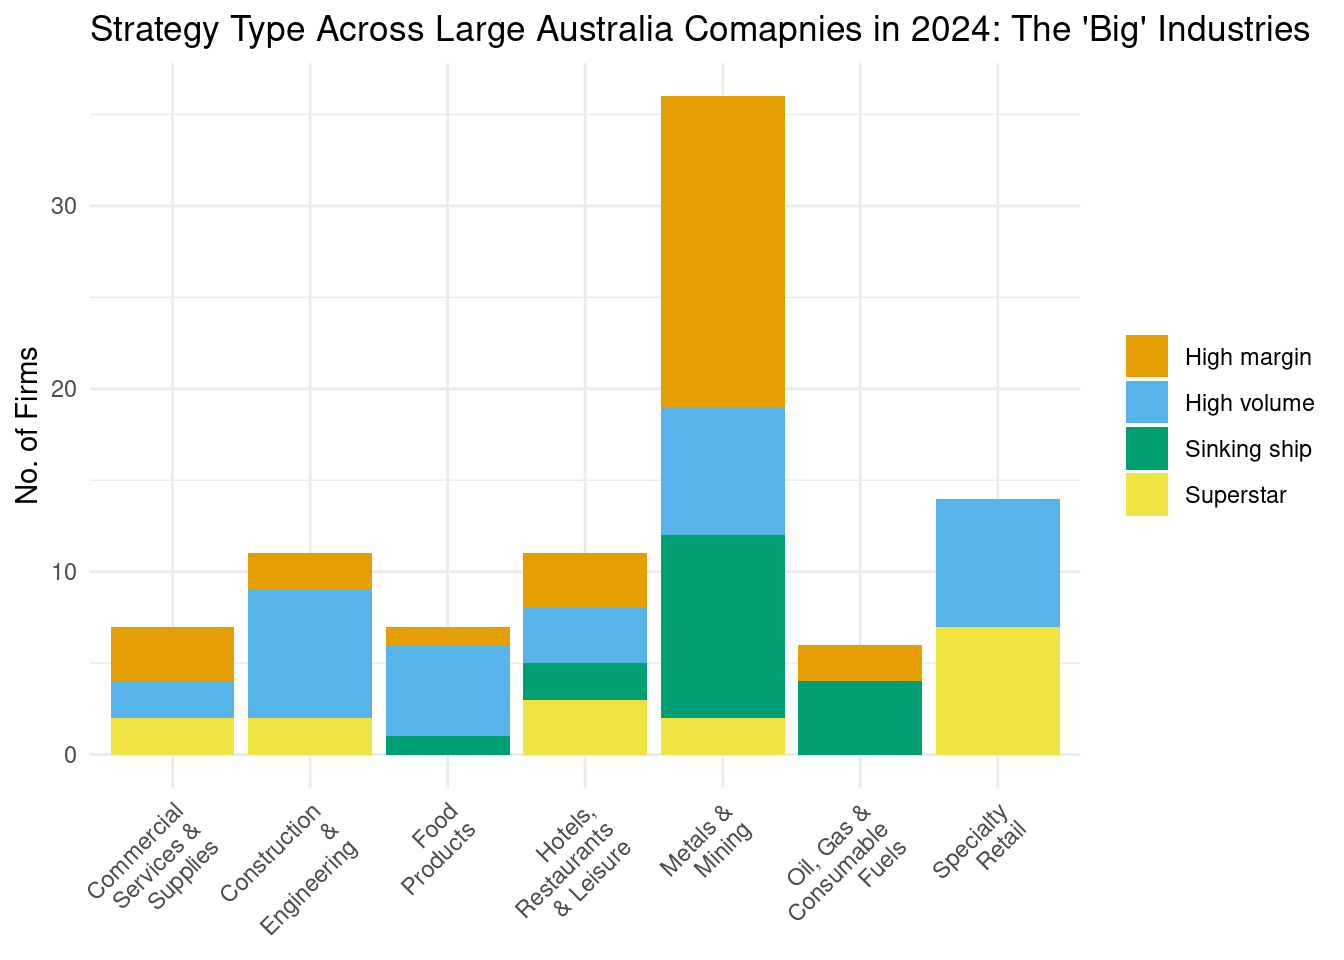 Strategy Type Across Large Australia Comapnies in 2024: The 'Big' Industries
No. of Firms
30
20
10
0
Commercial
Services &
Supplies
Construction
&
Engineering
Food
Products
Hotels,
Restaurants
& Leisure
Metals &
Mining
Oil, Gas &
Consumable
Fuels
Specialty
Retail
High margin
High volume
Sinking ship
Superstar